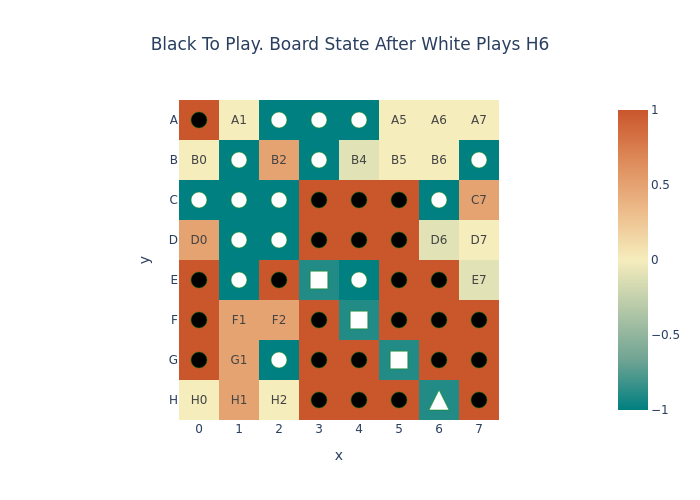 Black To Play. Board State After White Plays H6
A A1 A5 A6 A7
B B0 B2 B4 B5 B6
C C7
D D0 D6 D7
E E7
F F1 F2
G G1
H H0 H1 H2
0 1 2 3 4 5 6 7
x
y
1
0.5
0
−0.5
−1